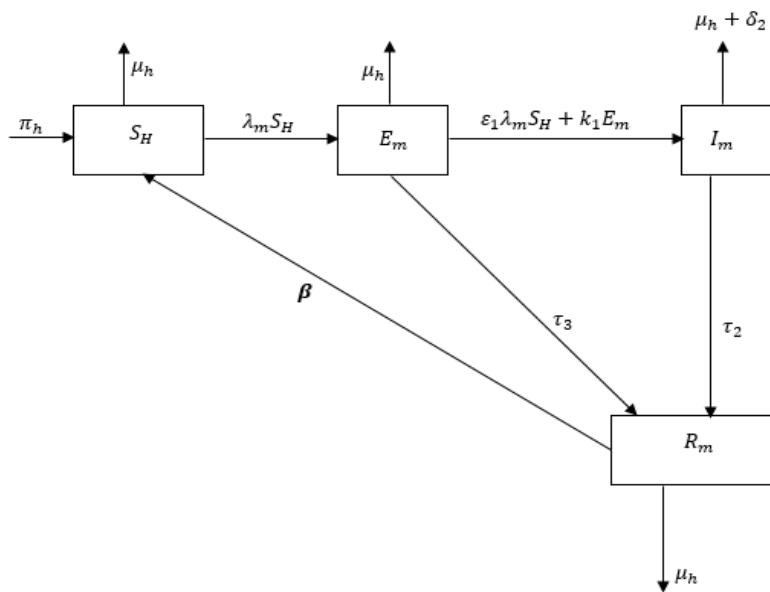 μ_h + δ_2
μ_h
μ_h
π_h
S_H
λ_m S_H
E_m
ε_1 λ_m S_H + k_1 E_m
I_m
β
τ_3
τ_2
R_m
μ_h